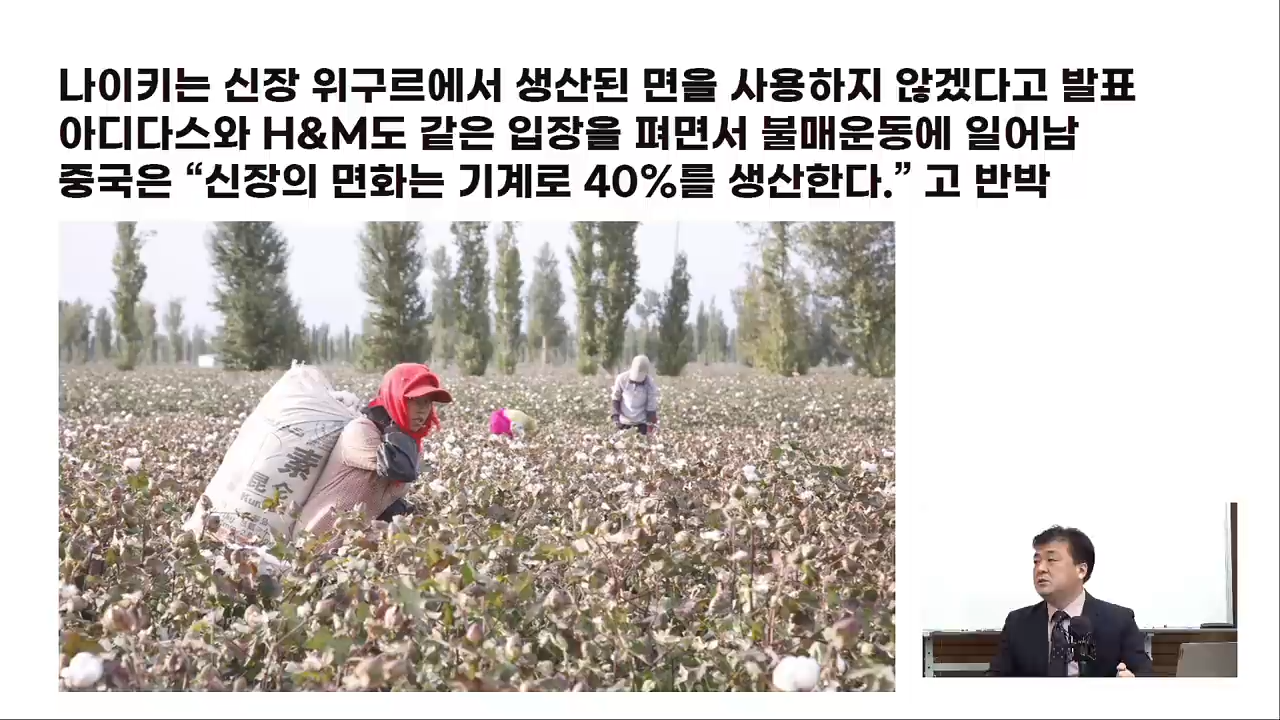 나이키는 신장 위구르에서 생산된 면을 사용하지 않겠다고 발표
아디다스와 H&M도 같은 입장을 펴면서 불매운동에 일어남
중국은 “신장의 면화는 기계로 40%를 생산한다.” 고 반박
素
昆仑